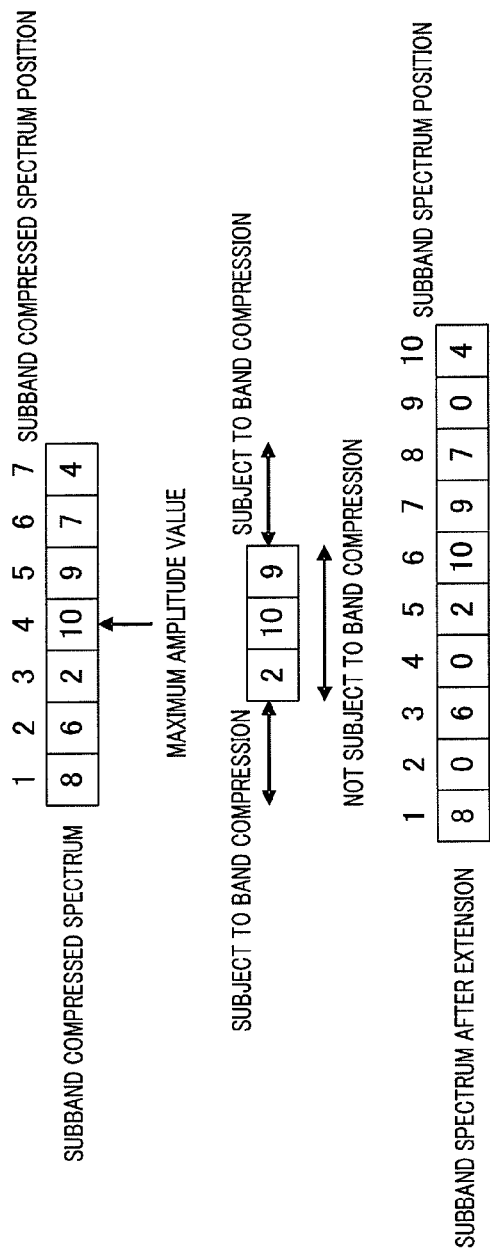 1 2 3 4 5 6 7 SUBBAND COMPRESSED SPECTRUM POSITION
SUBBAND COMPRESSED SPECTRUM 8 6 2 10 9 7 4
MAXIMUM AMPLITUDE VALUE
SUBJECT TO BAND COMPRESSION 2 10 9 SUBJECT TO BAND COMPRESSION
NOT SUBJECT TO BAND COMPRESSION
1 2 3 4 5 6 7 8 9 10 SUBBAND SPECTRUM POSITION
SUBBAND SPECTRUM AFTER EXTENSION 8 0 6 0 2 10 9 7 0 4